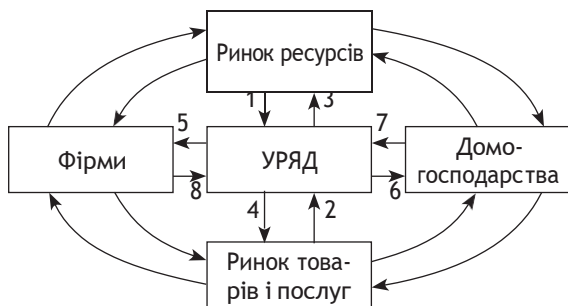 Ринок ресурсів
1
3
5
7
Фірми
УРЯД
Домо-
господарства
8
6
4
2
Ринок това-
рів і послуг